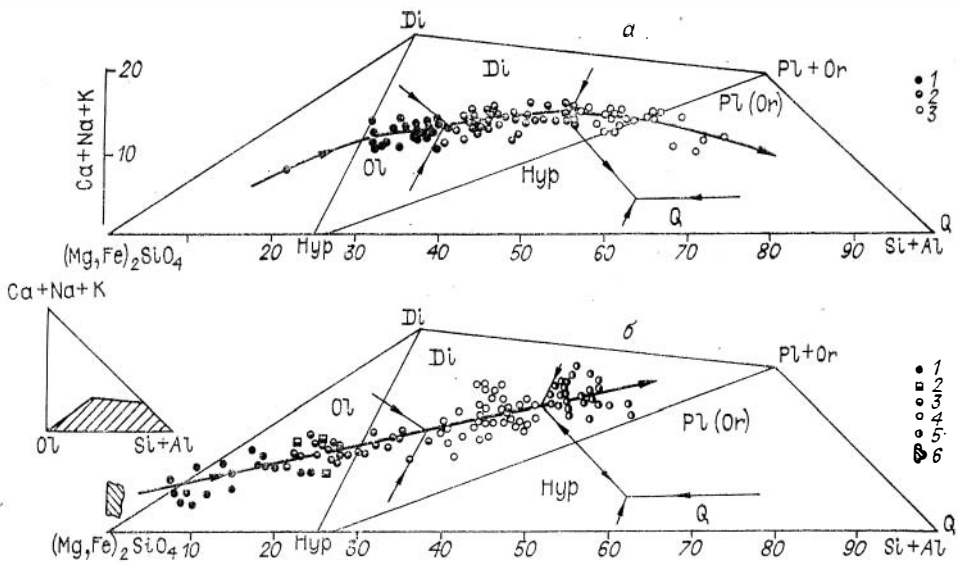 Di
а
20
Ca+Na+K
10
Di
Pl+Or
Pl(Or)
Ol
Hyp
Q
1
2
3
(Mg,Fe)2SiO4
20
Hyp
30
40
50
60
70
80
90
Q
Si+Al
Ca+Na+K
Ol
Si+Al
Di
б
Di
Ol
Pl+Or
Pl(Or)
Hyp
Q
1
2
3
4
5
6
(Mg,Fe)2SiO4
10
20
Hyp
30
40
50
60
70
80
90
Q
Si+Al